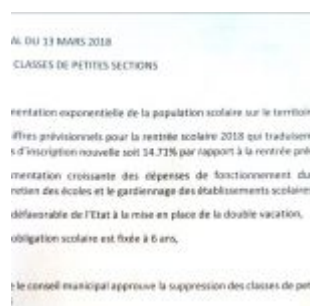 AL DU 13 MARS 2018
CLASSES DE PETITES SECTIONS
mentation exponentielle de la population scolaire sur le territoir
iffres prévisionnels pour la rentrée scolaire 2018 qui traduisen
s d'inscription nouvelle soit 14.71% par rapport à la rentrée pré
mentation croissante des dépenses de fonctionnement du
retien des écoles et le gardiennage des établissements scolaire
défavorable de l'Etat à la mise en place de la double vacation,
obligation scolaire est fixée à 6 ans,
e le conseil municipal approuve la suppression des classes de pet